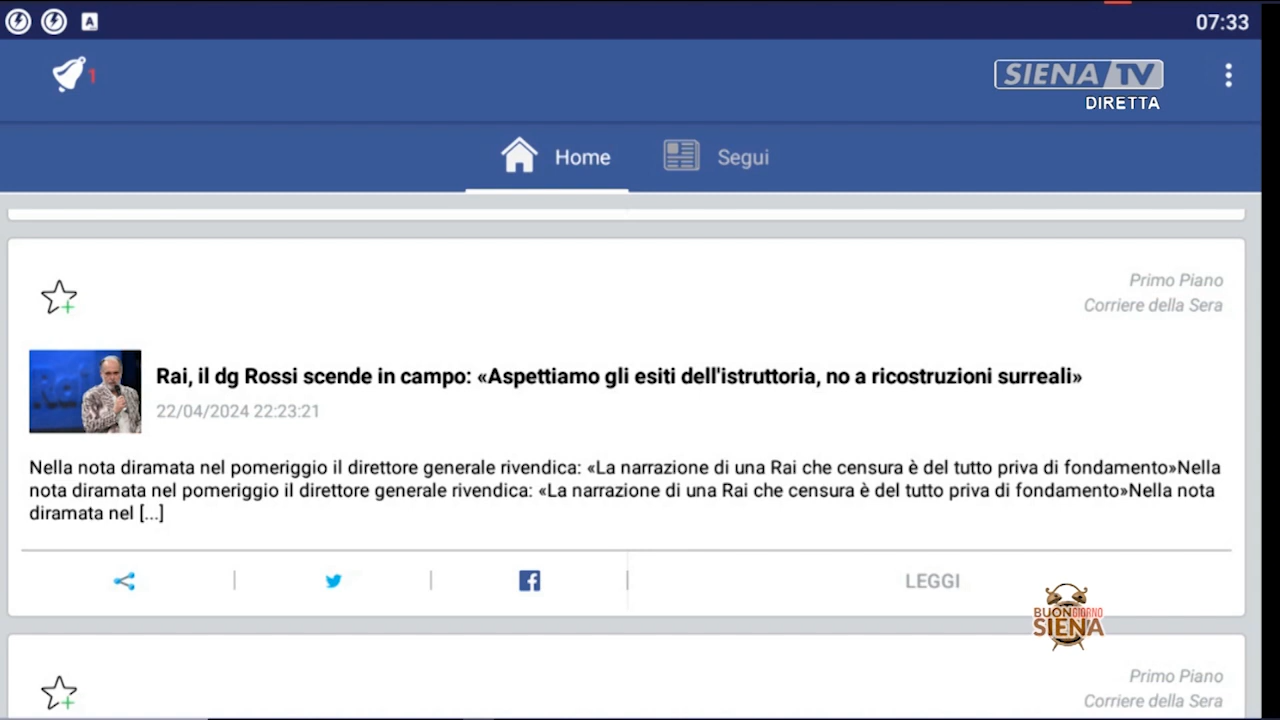 A
07:33
1
SIENA TV
DIRETTA
Home
Segui
Primo Piano
Corriere della Sera
Rai
Rai, il dg Rossi scende in campo: «Aspettiamo gli esiti dell'istruttoria, no a ricostruzioni surreali»
22/04/2024 22:23:21
Nella nota diramata nel pomeriggio il direttore generale rivendica: «La narrazione di una Rai che censura è del tutto priva di fondamento»Nella
nota diramata nel pomeriggio il direttore generale rivendica: «La narrazione di una Rai che censura è del tutto priva di fondamento»Nella nota
diramata nel [...]
LEGGI
BUONGIORNO
SIENA
Primo Piano
Corriere della Sera